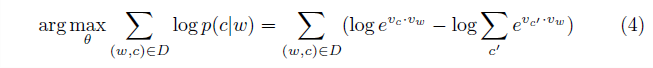 arg max_θ ∑_{(w,c)∈D} log p(c|w) = ∑_{(w,c)∈D} (log e^{v_c·v_w} − log ∑_{c′} e^{v_{c′}·v_w}) (4)